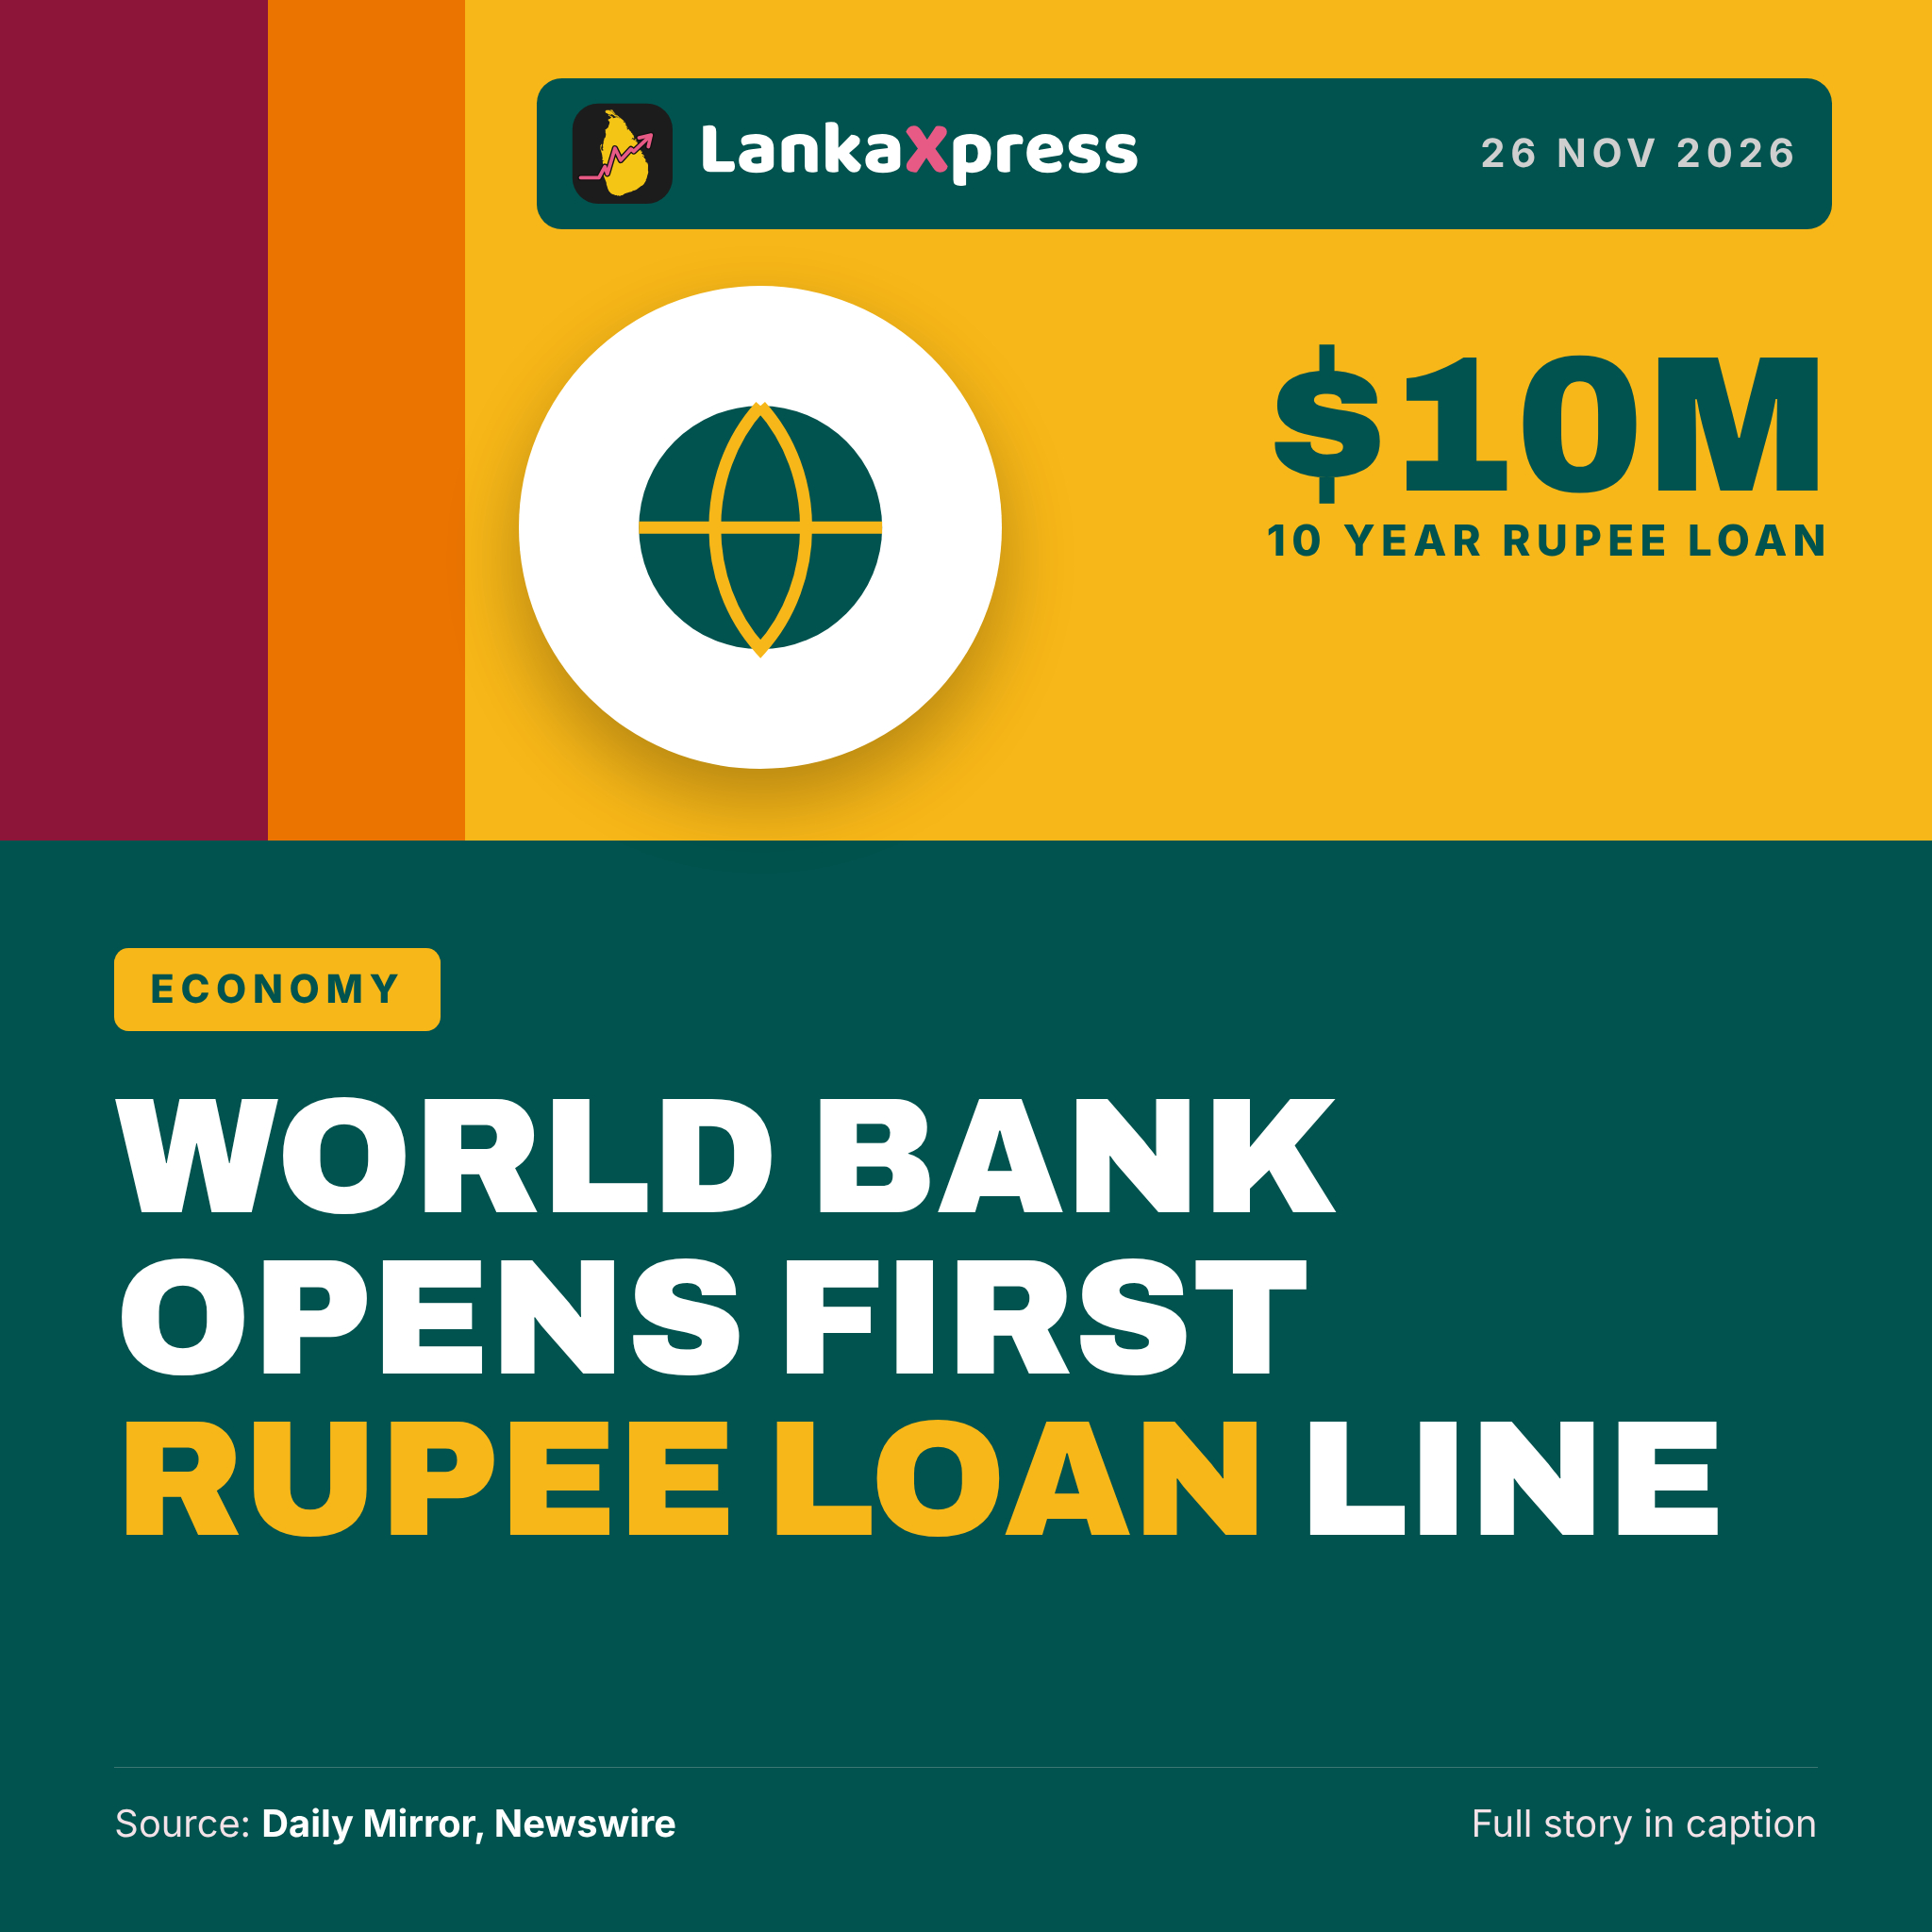 LankaXpress
26 NOV 2026
$10M
10 YEAR RUPEE LOAN
ECONOMY
WORLD BANK
OPENS FIRST
RUPEE LOAN LINE
Source: Daily Mirror, Newswire
Full story in caption